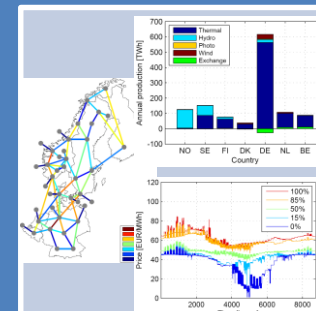 700
600
500
400
300
200
100
0
-100
Annual production [TWh]
Thermal
Hydro
Photo
Wind
Exchange
NO SE FI DK DE NL BE
Country
Price [EUR/MWh]
120
100
80
60
40
20
0
100%
85%
50%
15%
0%
2000 4000 6000 8000